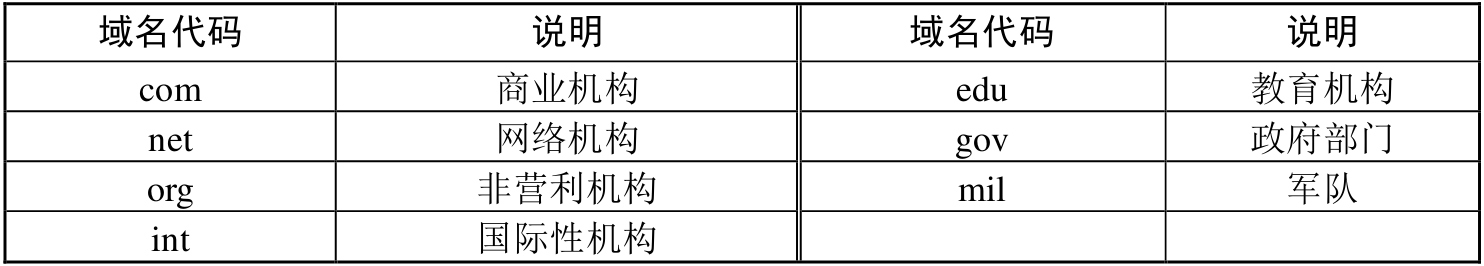 域名代码 说明 域名代码 说明
com 商业机构 edu 教育机构
net 网络机构 gov 政府部门
org 非营利机构 mil 军队
int 国际性机构